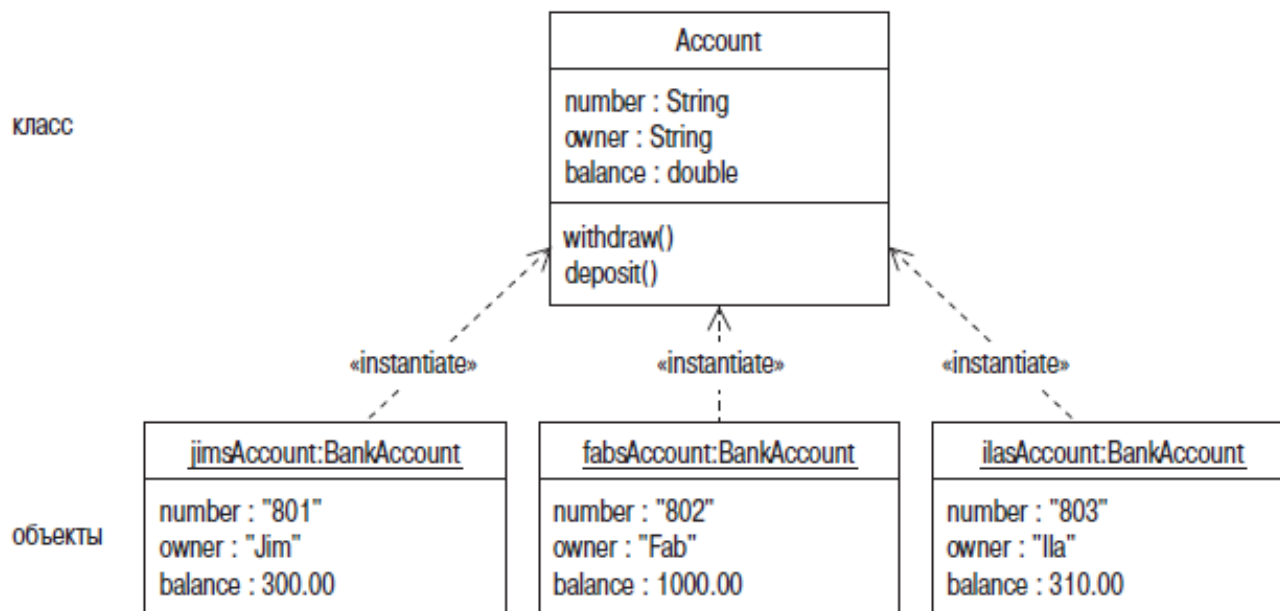 Account
класс
number : String
owner : String
balance : double
withdraw()
deposit()
«instantiate»
«instantiate»
«instantiate»
jimsAccount:BankAccount
fabsAccount:BankAccount
ilasAccount:BankAccount
объекты
number : "801"
owner : "Jim"
balance : 300.00
number : "802"
owner : "Fab"
balance : 1000.00
number : "803"
owner : "Ila"
balance : 310.00